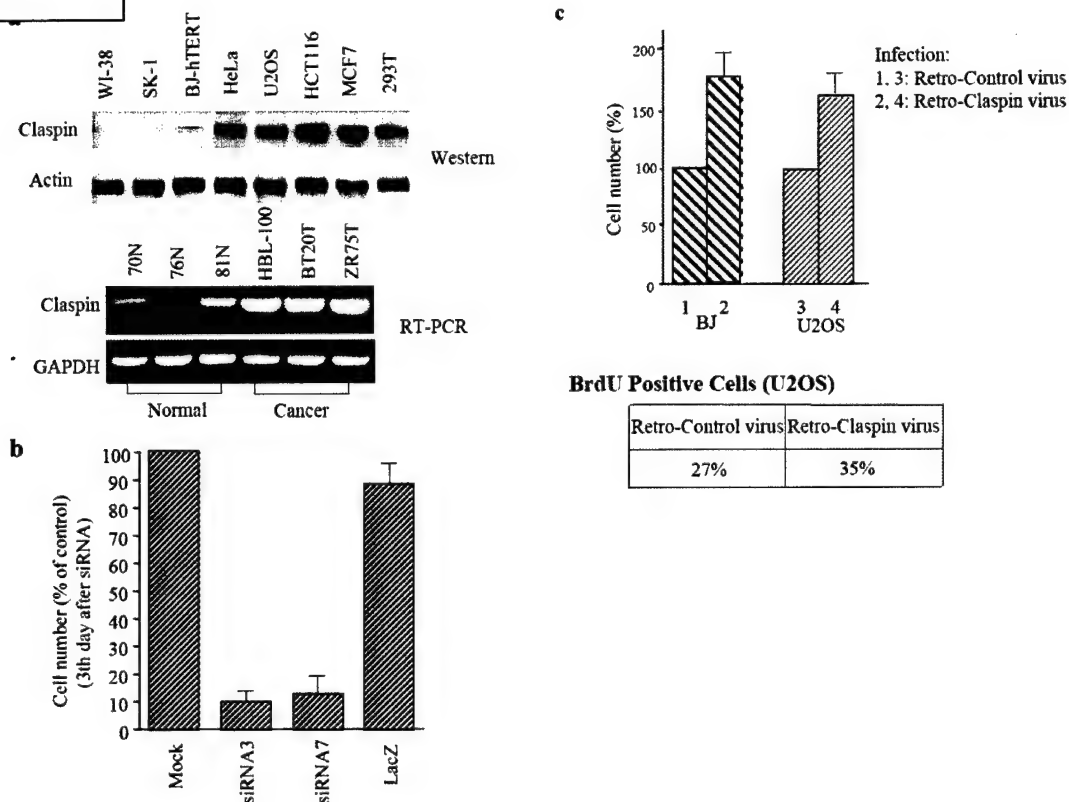 WI-38
SK-1
BJ-hTERT
HeLa
U2OS
HCT116
MCF7
293T
Claspin
Actin
Western
70N
76N
81N
HBL-100
BT20T
ZR75T
Claspin
GAPDH
RT-PCR
Normal
Cancer
b
Cell number (% of control)
(3th day after siRNA)
100
90
80
70
60
50
40
30
20
10
0
Mock
siRNA3
siRNA7
LacZ
c
Cell number (%)
200
150
100
50
0
1 2
3 4
BJ
U2OS
Infection:
1, 3: Retro-Control virus
2, 4: Retro-Claspin virus
BrdU Positive Cells (U2OS)
Retro-Control virus Retro-Claspin virus
27% 35%